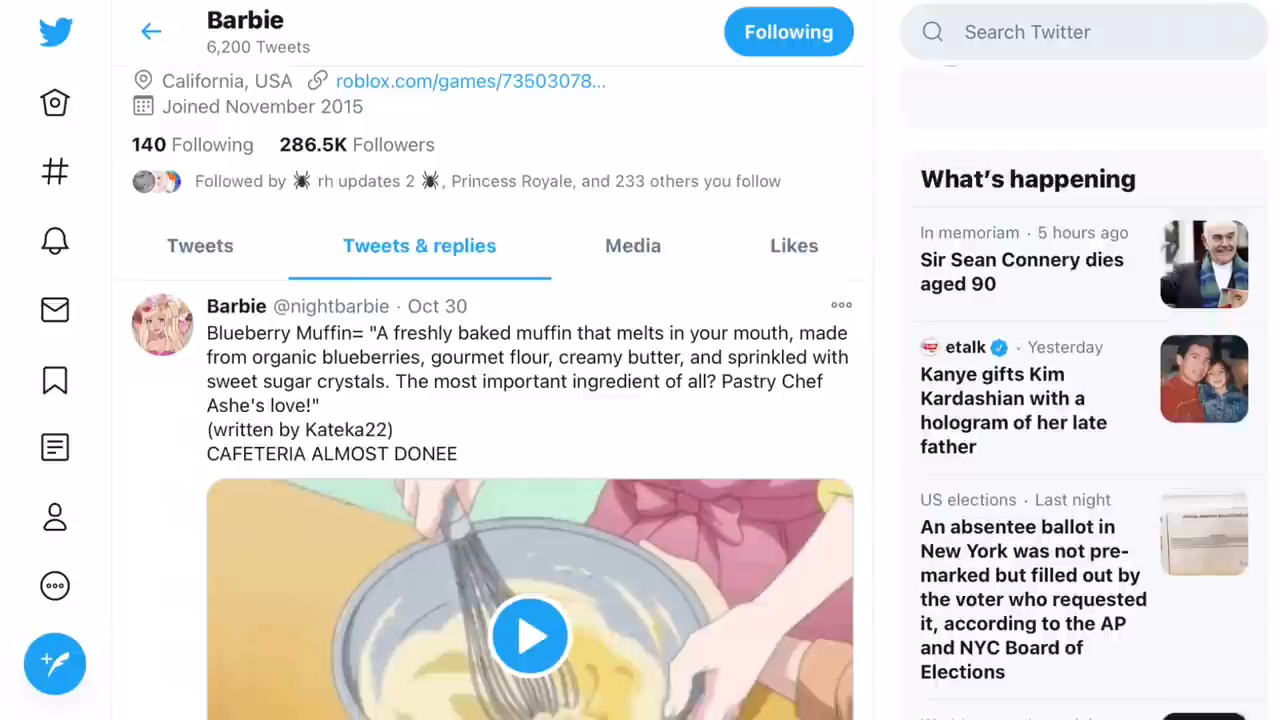 Barbie
6,200 Tweets
Following
Search Twitter
California, USA roblox.com/games/73503078...
Joined November 2015
140 Following 286.5K Followers
Followed by 🕷 rh updates 2 🕷, Princess Royale, and 233 others you follow
Tweets Tweets & replies Media Likes
Barbie @nightbarbie · Oct 30
Blueberry Muffin= "A freshly baked muffin that melts in your mouth, made
from organic blueberries, gourmet flour, creamy butter, and sprinkled with
sweet sugar crystals. The most important ingredient of all? Pastry Chef
Ashe's love!"
(written by Kateka22)
CAFETERIA ALMOST DONEE
What's happening
In memoriam · 5 hours ago
Sir Sean Connery dies
aged 90
etalk · Yesterday
Kanye gifts Kim
Kardashian with a
hologram of her late
father
US elections · Last night
An absentee ballot in
New York was not pre-
marked but filled out by
the voter who requested
it, according to the AP
and NYC Board of
Elections